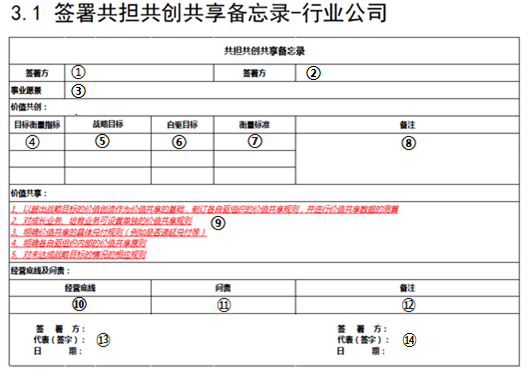 3.1 签署共担共创共享备忘录-行业公司
共担共创共享备忘录
签署方 ① 签署方 ②
事业愿景 ③
价值共创：
目标衡量指标 战略目标 自驱目标 衡量标准 备注
④ ⑤ ⑥ ⑦ ⑧
价值共享：
1、以超出战略目标的价值创造作为价值共享的基础，制订各自驱组织的价值共享规则，并进行价值共享数据的测算
2、对成长业务、培育业务可设置单独的价值共享规则 ⑨
3、明确价值共享的具体兑付规则（例如是否递延兑付等）
4、明确各自驱组织内部的价值共享原则
5、对未达成战略目标的情况的相应规则
经营底线及问责：
经营底线 问责 备注
⑩ ⑪ ⑫
签 署 方： 签 署 方：
代表（签字）： ⑬ 代表（签字）： ⑭
日 期： 日 期：